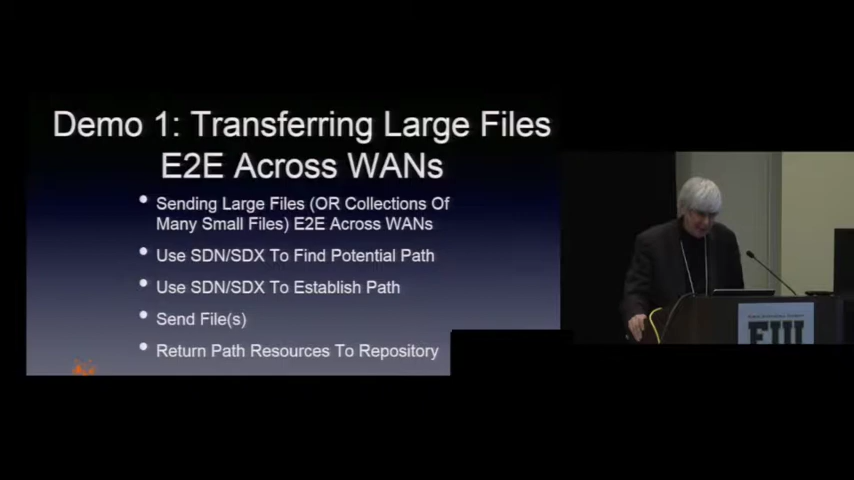 Demo 1: Transferring Large Files
E2E Across WANs
• Sending Large Files (OR Collections Of
Many Small Files) E2E Across WANs
• Use SDN/SDX To Find Potential Path
• Use SDN/SDX To Establish Path
• Send File(s)
• Return Path Resources To Repository
FIU